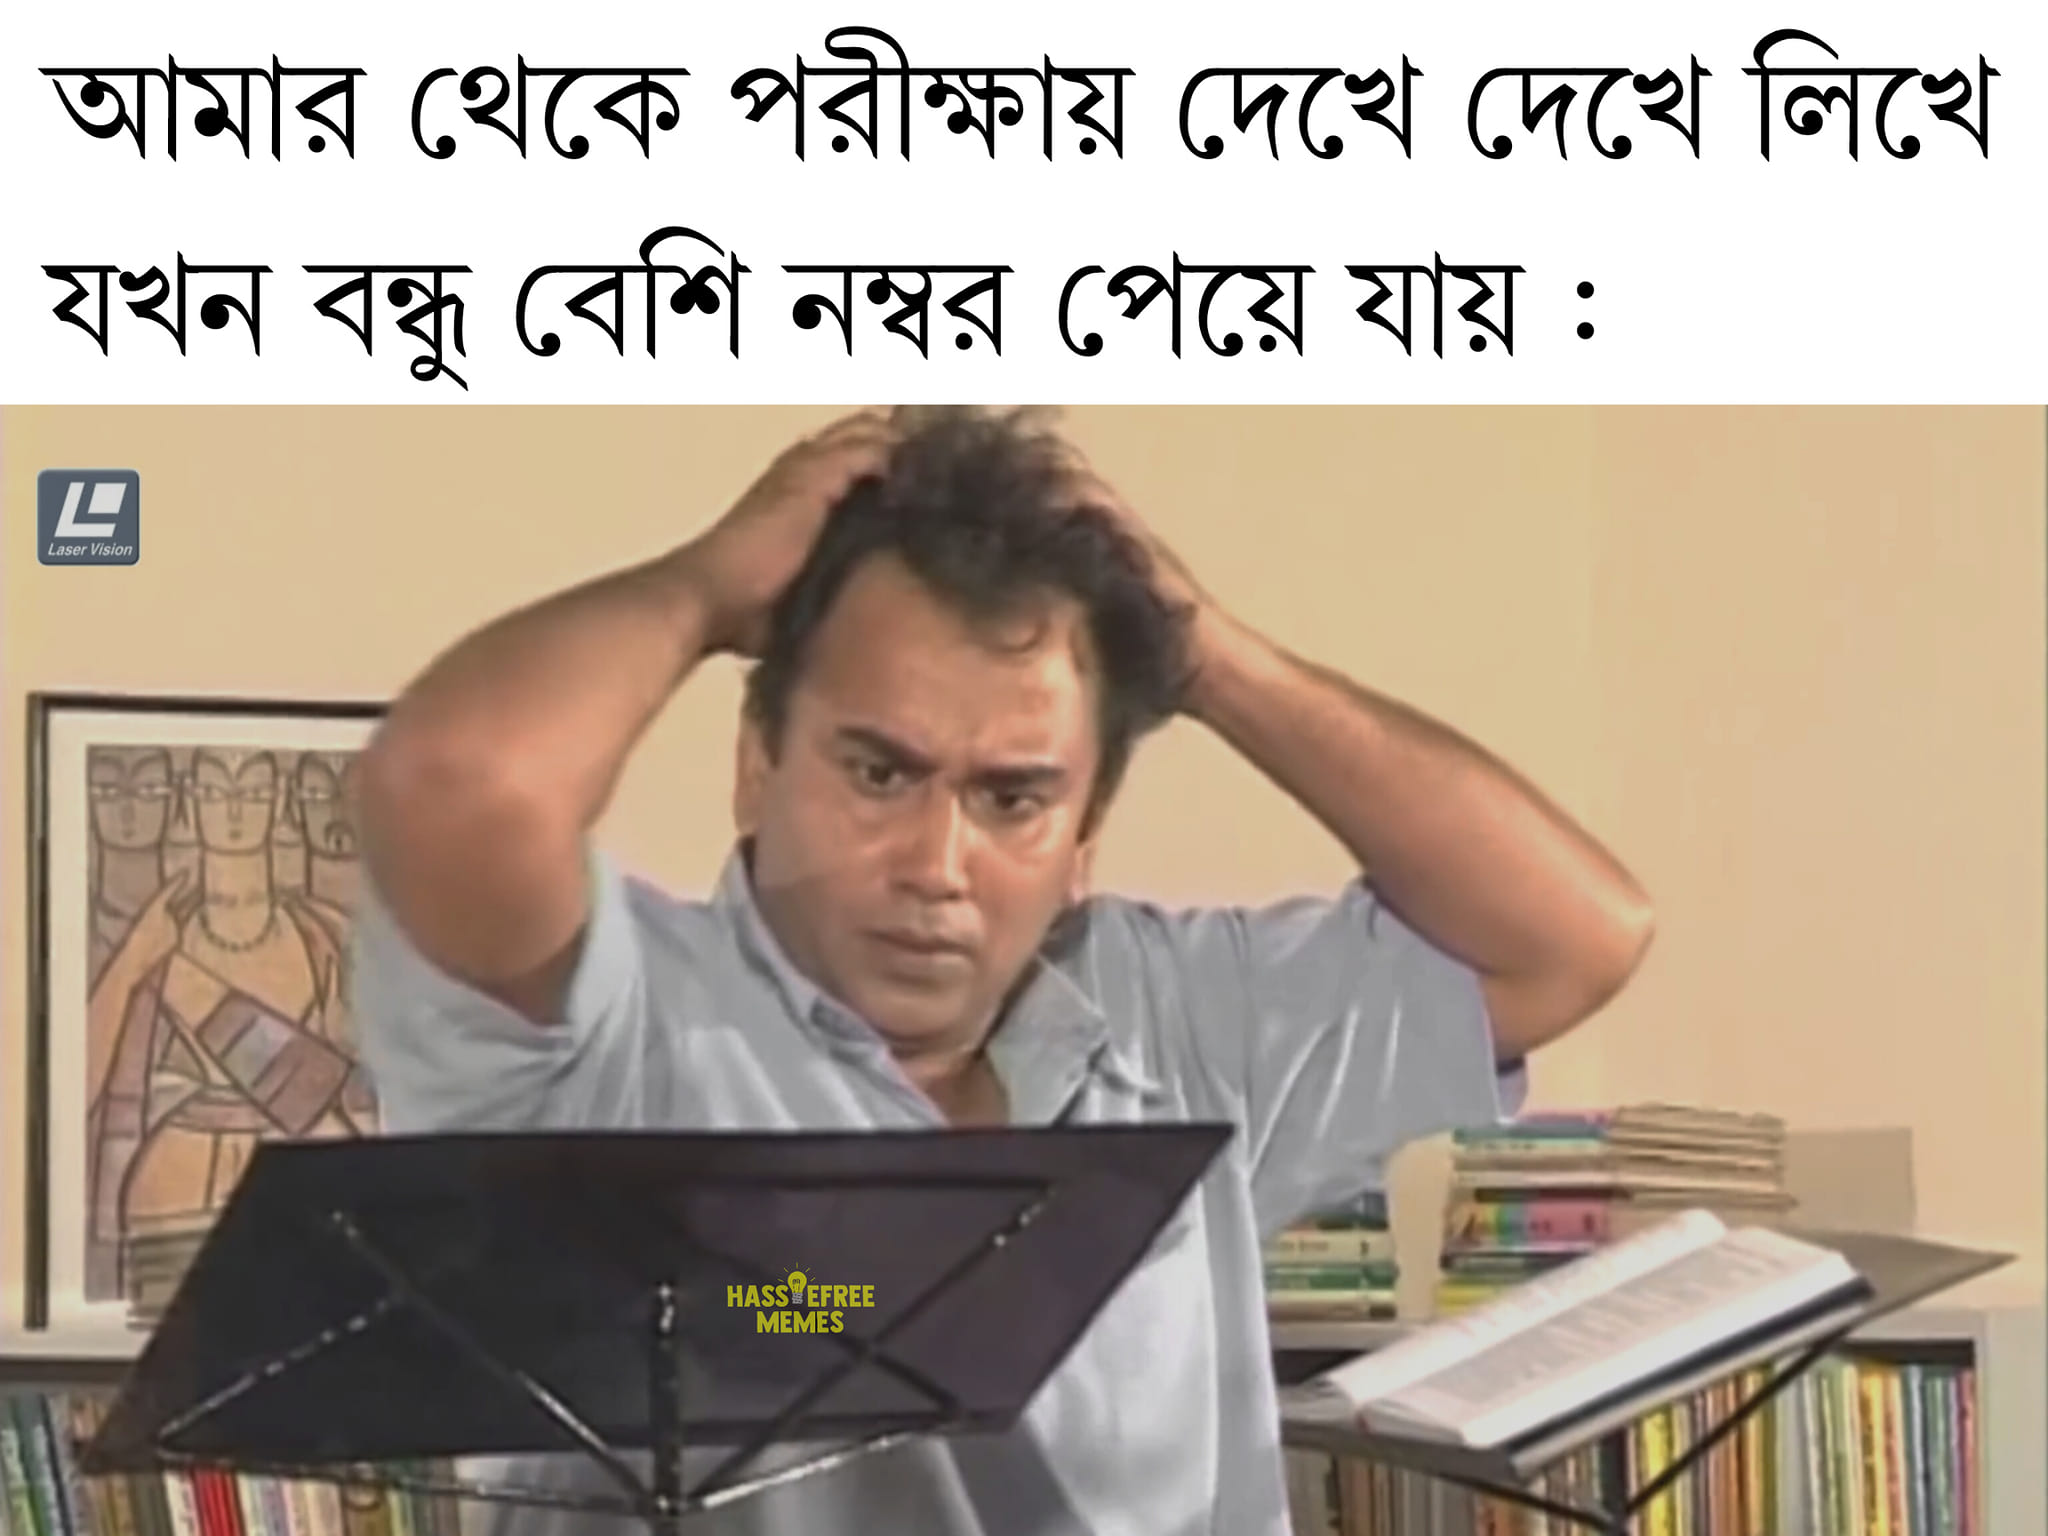 আমার থেকে পরীক্ষায় দেখে দেখে লিখে
যখন বন্ধু বেশি নম্বর পেয়ে যায় :
Laser Vision
HASSLEFREE
MEMES